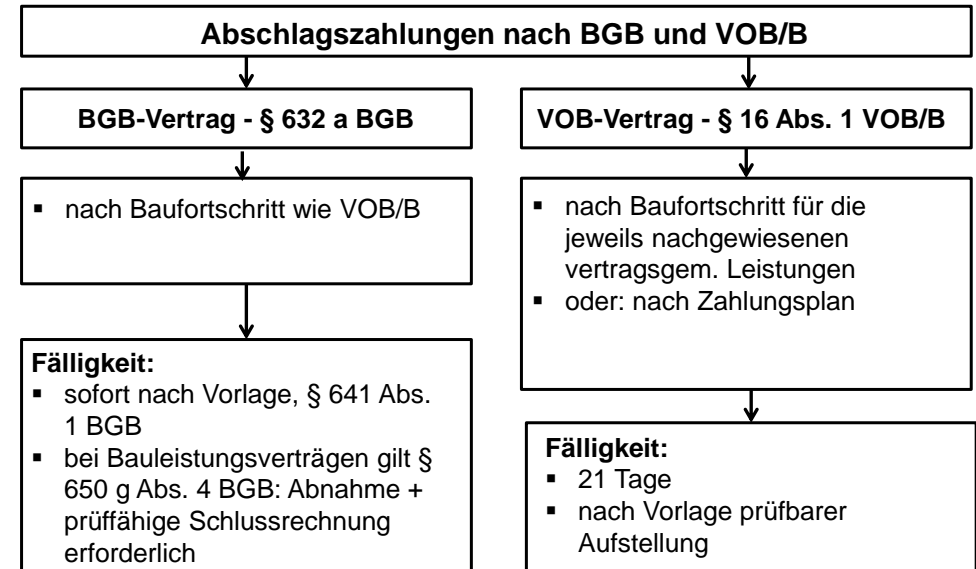 Abschlagszahlungen nach BGB und VOB/B
BGB-Vertrag - § 632 a BGB
▪ nach Baufortschritt wie VOB/B
Fälligkeit:
▪ sofort nach Vorlage, § 641 Abs.
1 BGB
▪ bei Bauleistungsverträgen gilt §
650 g Abs. 4 BGB: Abnahme +
prüffähige Schlussrechnung
erforderlich
VOB-Vertrag - § 16 Abs. 1 VOB/B
▪ nach Baufortschritt für die
jeweils nachgewiesenen
vertragsgem. Leistungen
▪ oder: nach Zahlungsplan
Fälligkeit:
▪ 21 Tage
▪ nach Vorlage prüfbarer
Aufstellung